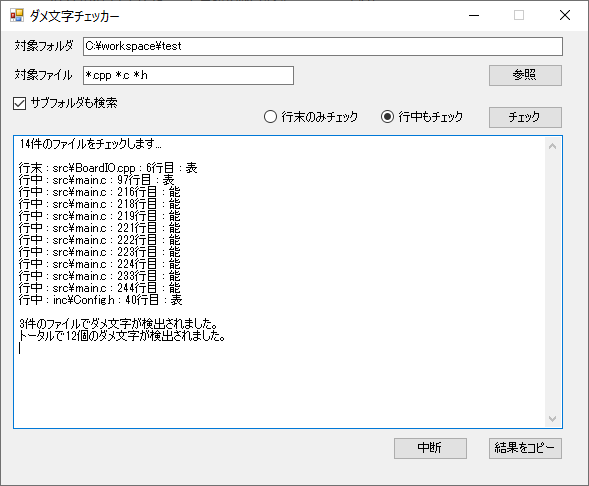 ダメ文字チェッカー
対象フォルダ C:¥workspace¥test
対象ファイル *.cpp *.c *.h 参照
サブフォルダも検索
行末のみチェック 行中もチェック チェック
14件のファイルをチェックします...
行末：src¥BoardIO.cpp：6行目：表
行中：src¥main.c：97行目：表
行中：src¥main.c：216行目：能
行中：src¥main.c：218行目：能
行中：src¥main.c：219行目：能
行中：src¥main.c：221行目：能
行中：src¥main.c：222行目：能
行中：src¥main.c：223行目：能
行中：src¥main.c：224行目：能
行中：src¥main.c：233行目：能
行中：src¥main.c：244行目：能
行中：inc¥Config.h：40行目：表
3件のファイルでダメ文字が検出されました。
トータルで12個のダメ文字が検出されました。
中断 結果をコピー